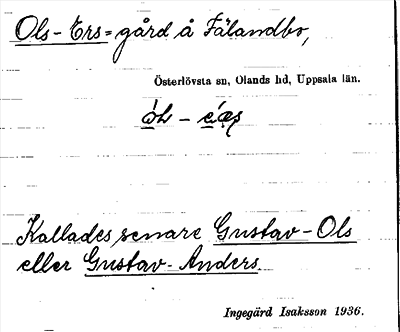 Ols-Ers=gård å Fälandbo,
Österlövsta sn, Olands hd, Uppsala län.
Kallades senare Gustav-Ols
eller Gustav-Anders.
Ingegärd Isaksson 1936.